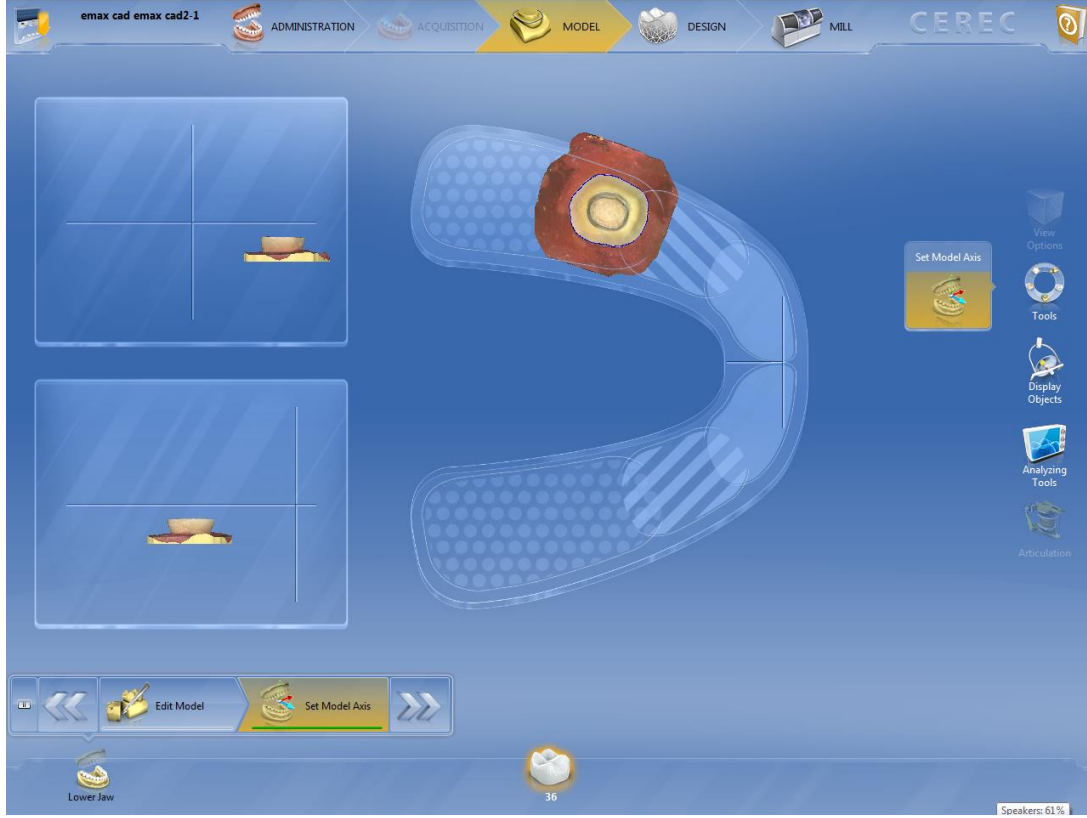 emax cad emax cad2-1
ADMINISTRATION
ACQUISITION
MODEL
DESIGN
MILL
CEREC
View
Options
Set Model Axis
Tools
Display
Objects
Analyzing
Tools
Articulation
Edit Model
Set Model Axis
Lower Jaw
36
Speakers: 61%